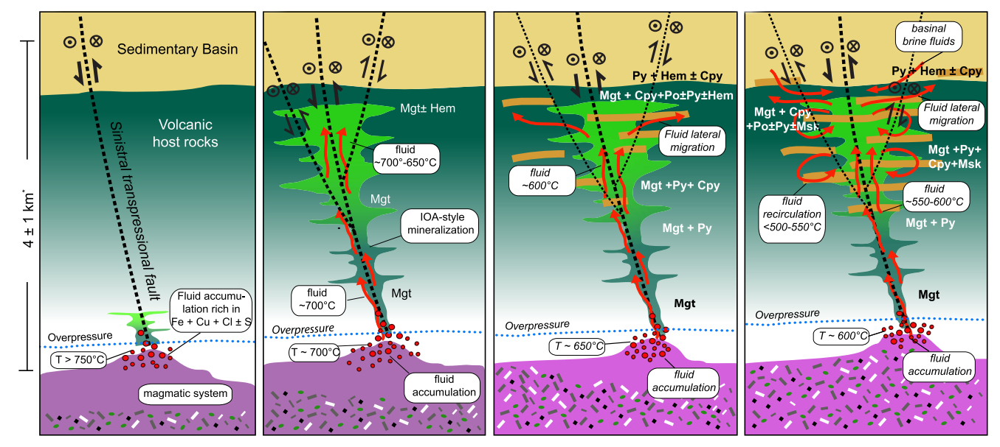 4 ± 1 km*
Sedimentary Basin
Volcanic
host rocks
Sinistral transpressional fault
Fluid accumu-
lation rich in
Fe + Cu + Cl ± S
Overpressure
T > 750°C
magmatic system
Mgt± Hem
fluid
~700°-650°C
Mgt
IOA-style
mineralization
fluid
~700°C
Mgt
Overpressure
T ~ 700°C
fluid
accumulation
Py + Hem ± Cpy
Mgt + Cpy+Po±Py±Hem
Fluid lateral
migration
fluid
~600°C
Mgt +Py+ Cpy
Mgt + Py
Mgt
Overpressure
T ~ 650°C
fluid
accumulation
basinal
brine fluids
Py + Hem ± Cpy
Mgt + Cpy
+Po±Py±Msk
Fluid lateral
migration
Mgt +Py+
Cpy+Msk
fluid
~550-600°C
fluid
recirculation
<500-550°C
Mgt + Py
Mgt
Overpressure
T ~ 600°C
fluid
accumulation